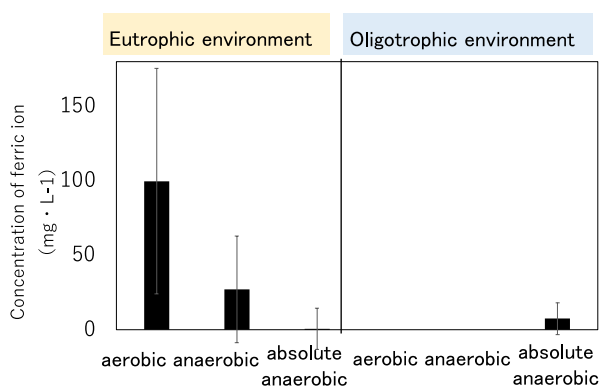 Eutrophic environment
Oligotrophic environment
Concentration of ferric ion
(mg・L-1)
150
100
50
0
aerobic anaerobic absolute
anaerobic
aerobic anaerobic absolute
anaerobic